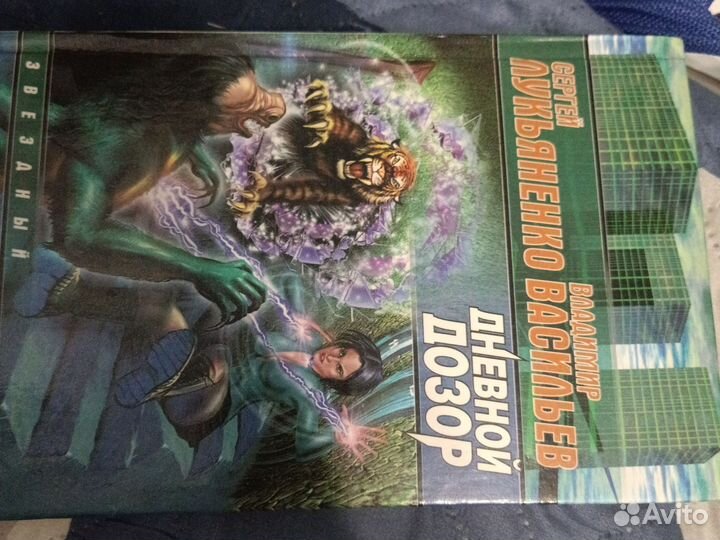 СЕРГЕЙ ВЛАДИМИР
ЛУКЬЯНЕНКО ВАСИЛЬЕВ
ДНЕВНОЙ
ДОЗОР
ЗВЕЗДНЫЙ
Avito